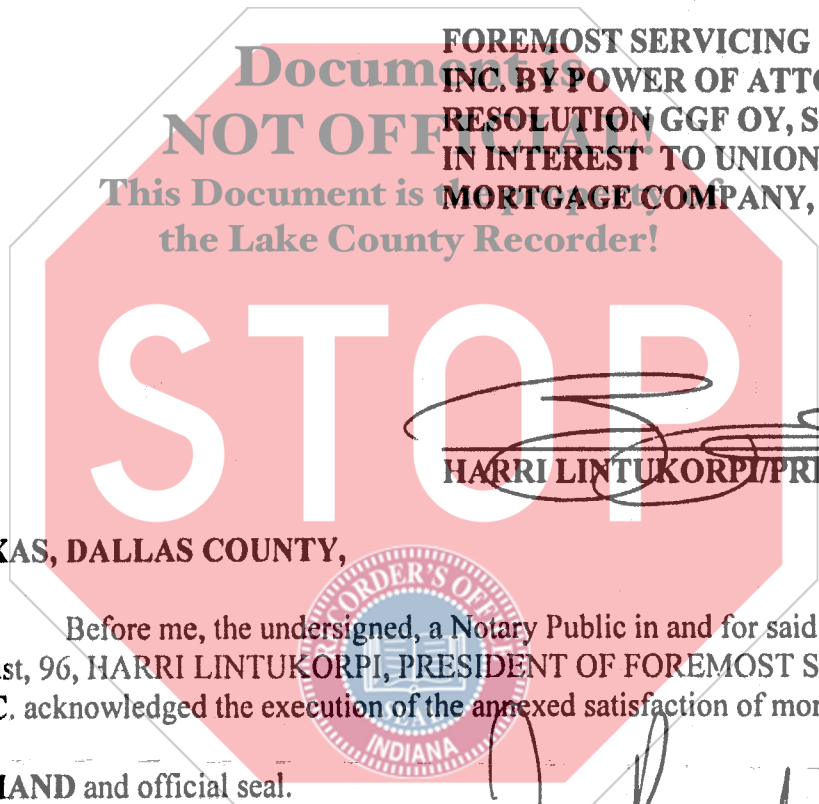 FOREMOST SERVICING
Document is
INC. BY POWER OF ATTO
NOT OFFICIAL!
RESOLUTION GGF OY, S
IN INTEREST TO UNION
This Document is the property of
MORTGAGE COMPANY,
the Lake County Recorder!
STOP
HARRI LINTUKORPI/PRE
KAS, DALLAS COUNTY,
RECORDER'S OFFICE
Before me, the undersigned, a Notary Public in and for said
st, 96, HARRI LINTUKORPI, PRESIDENT OF FOREMOST S
C. acknowledged the execution of the annexed satisfaction of mor
SEAL
INDIANA
HAND and official seal.